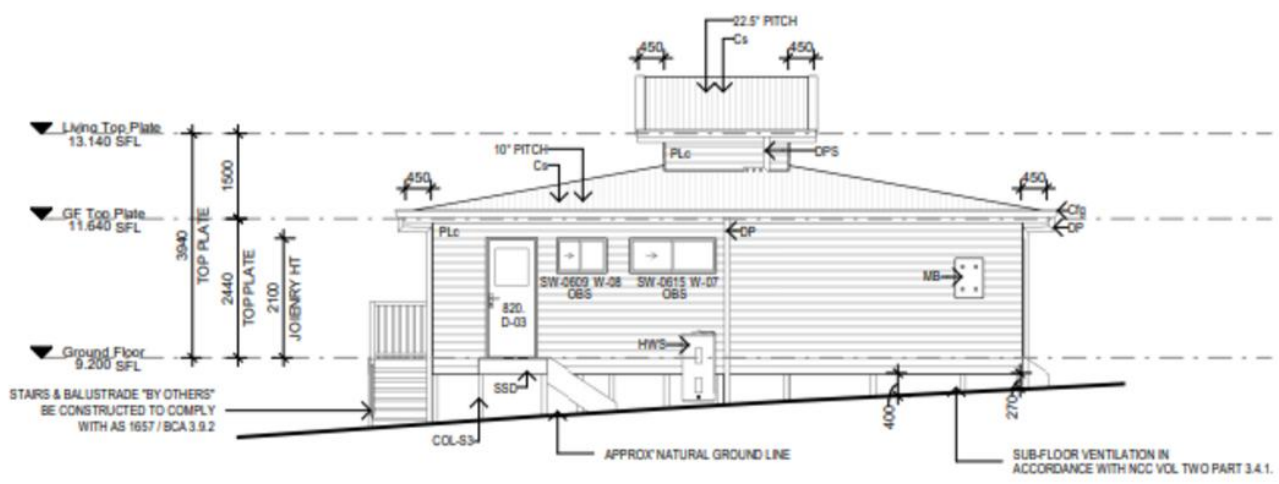 22.5° PITCH
Cs
450
450
Living Top Plate
13.140 SFL
PLc
DPS
10° PITCH
Cs
1500
450
450
GF Top Plate
11.640 SFL
Cfg
DP
PLc
DP
3940
TOP PLATE
2440
TOP PLATE
2100
JOIENRY HT
SW-0609 W-08
OBS
SW-0615 W-07
OBS
MB
820.
D-03
HWS
Ground Floor
9.200 SFL
SSD
STAIRS & BALUSTRADE "BY OTHERS"
BE CONSTRUCTED TO COMPLY
WITH AS 1657 / BCA 3.9.2
COL-S3
400
270
APPROX' NATURAL GROUND LINE
SUB-FLOOR VENTILATION IN
ACCORDANCE WITH NCC VOL TWO PART 3.4.1.